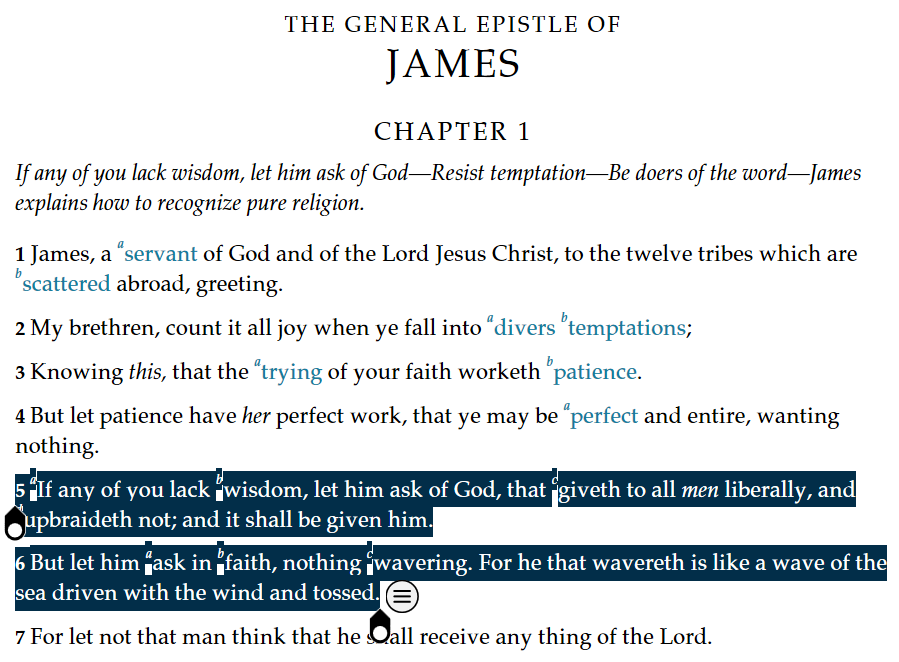 THE GENERAL EPISTLE OF
JAMES
CHAPTER 1
If any of you lack wisdom, let him ask of God—Resist temptation—Be doers of the word—James
explains how to recognize pure religion.
1 James, a a servant of God and of the Lord Jesus Christ, to the twelve tribes which are
b scattered abroad, greeting.
2 My brethren, count it all joy when ye fall into a divers b temptations;
3 Knowing this, that the a trying of your faith worketh b patience.
4 But let patience have her perfect work, that ye may be a perfect and entire, wanting
nothing.
5 a If any of you lack b wisdom, let him ask of God, that c giveth to all men liberally, and
upbraideth not; and it shall be given him.
6 But let him a ask in b faith, nothing c wavering. For he that wavereth is like a wave of the
sea driven with the wind and tossed.
7 For let not that man think that he shall receive any thing of the Lord.